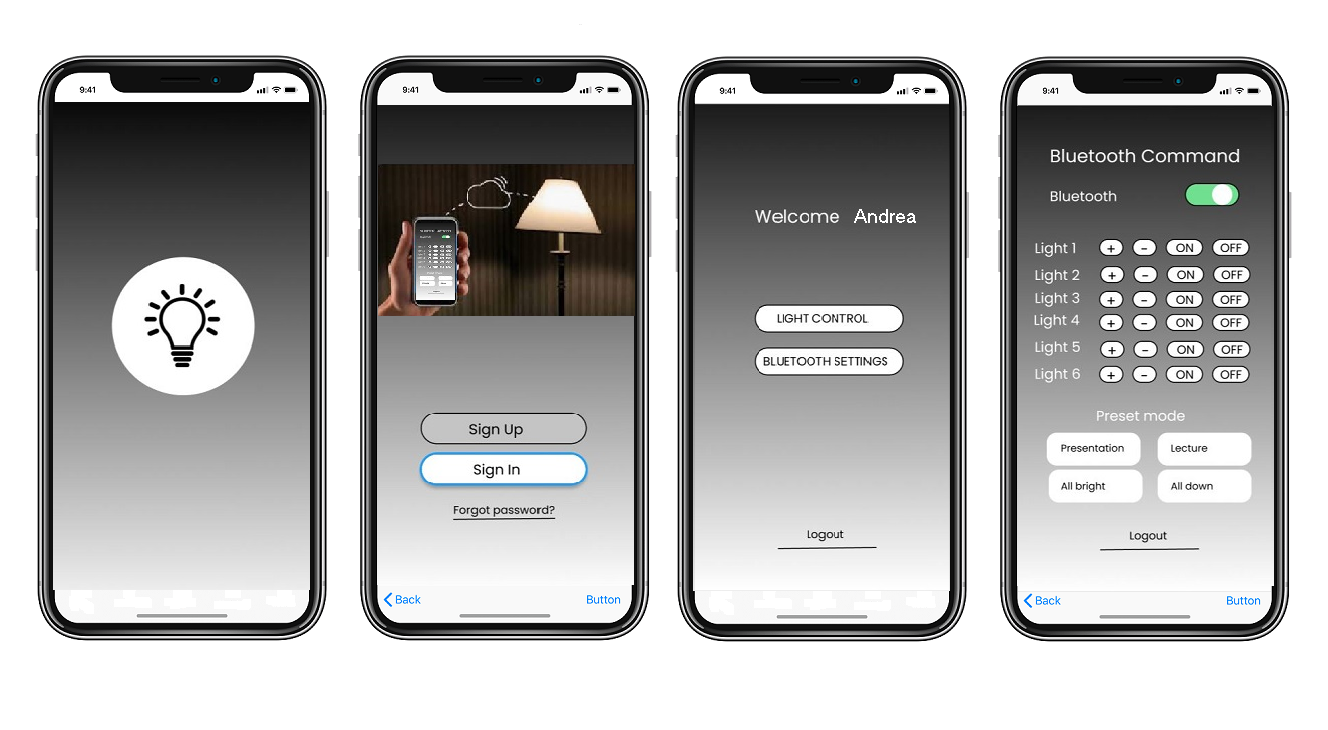 9:41
9:41
Sign Up
Sign In
Forgot password?
Back Button
9:41
Welcome Andrea
LIGHT CONTROL
BLUETOOTH SETTINGS
Logout
9:41
Bluetooth Command
Bluetooth
Light 1 + - ON OFF
Light 2 + - ON OFF
Light 3 + - ON OFF
Light 4 + - ON OFF
Light 5 + - ON OFF
Light 6 + - ON OFF
Preset mode
Presentation Lecture
All bright All down
Logout
Back Button